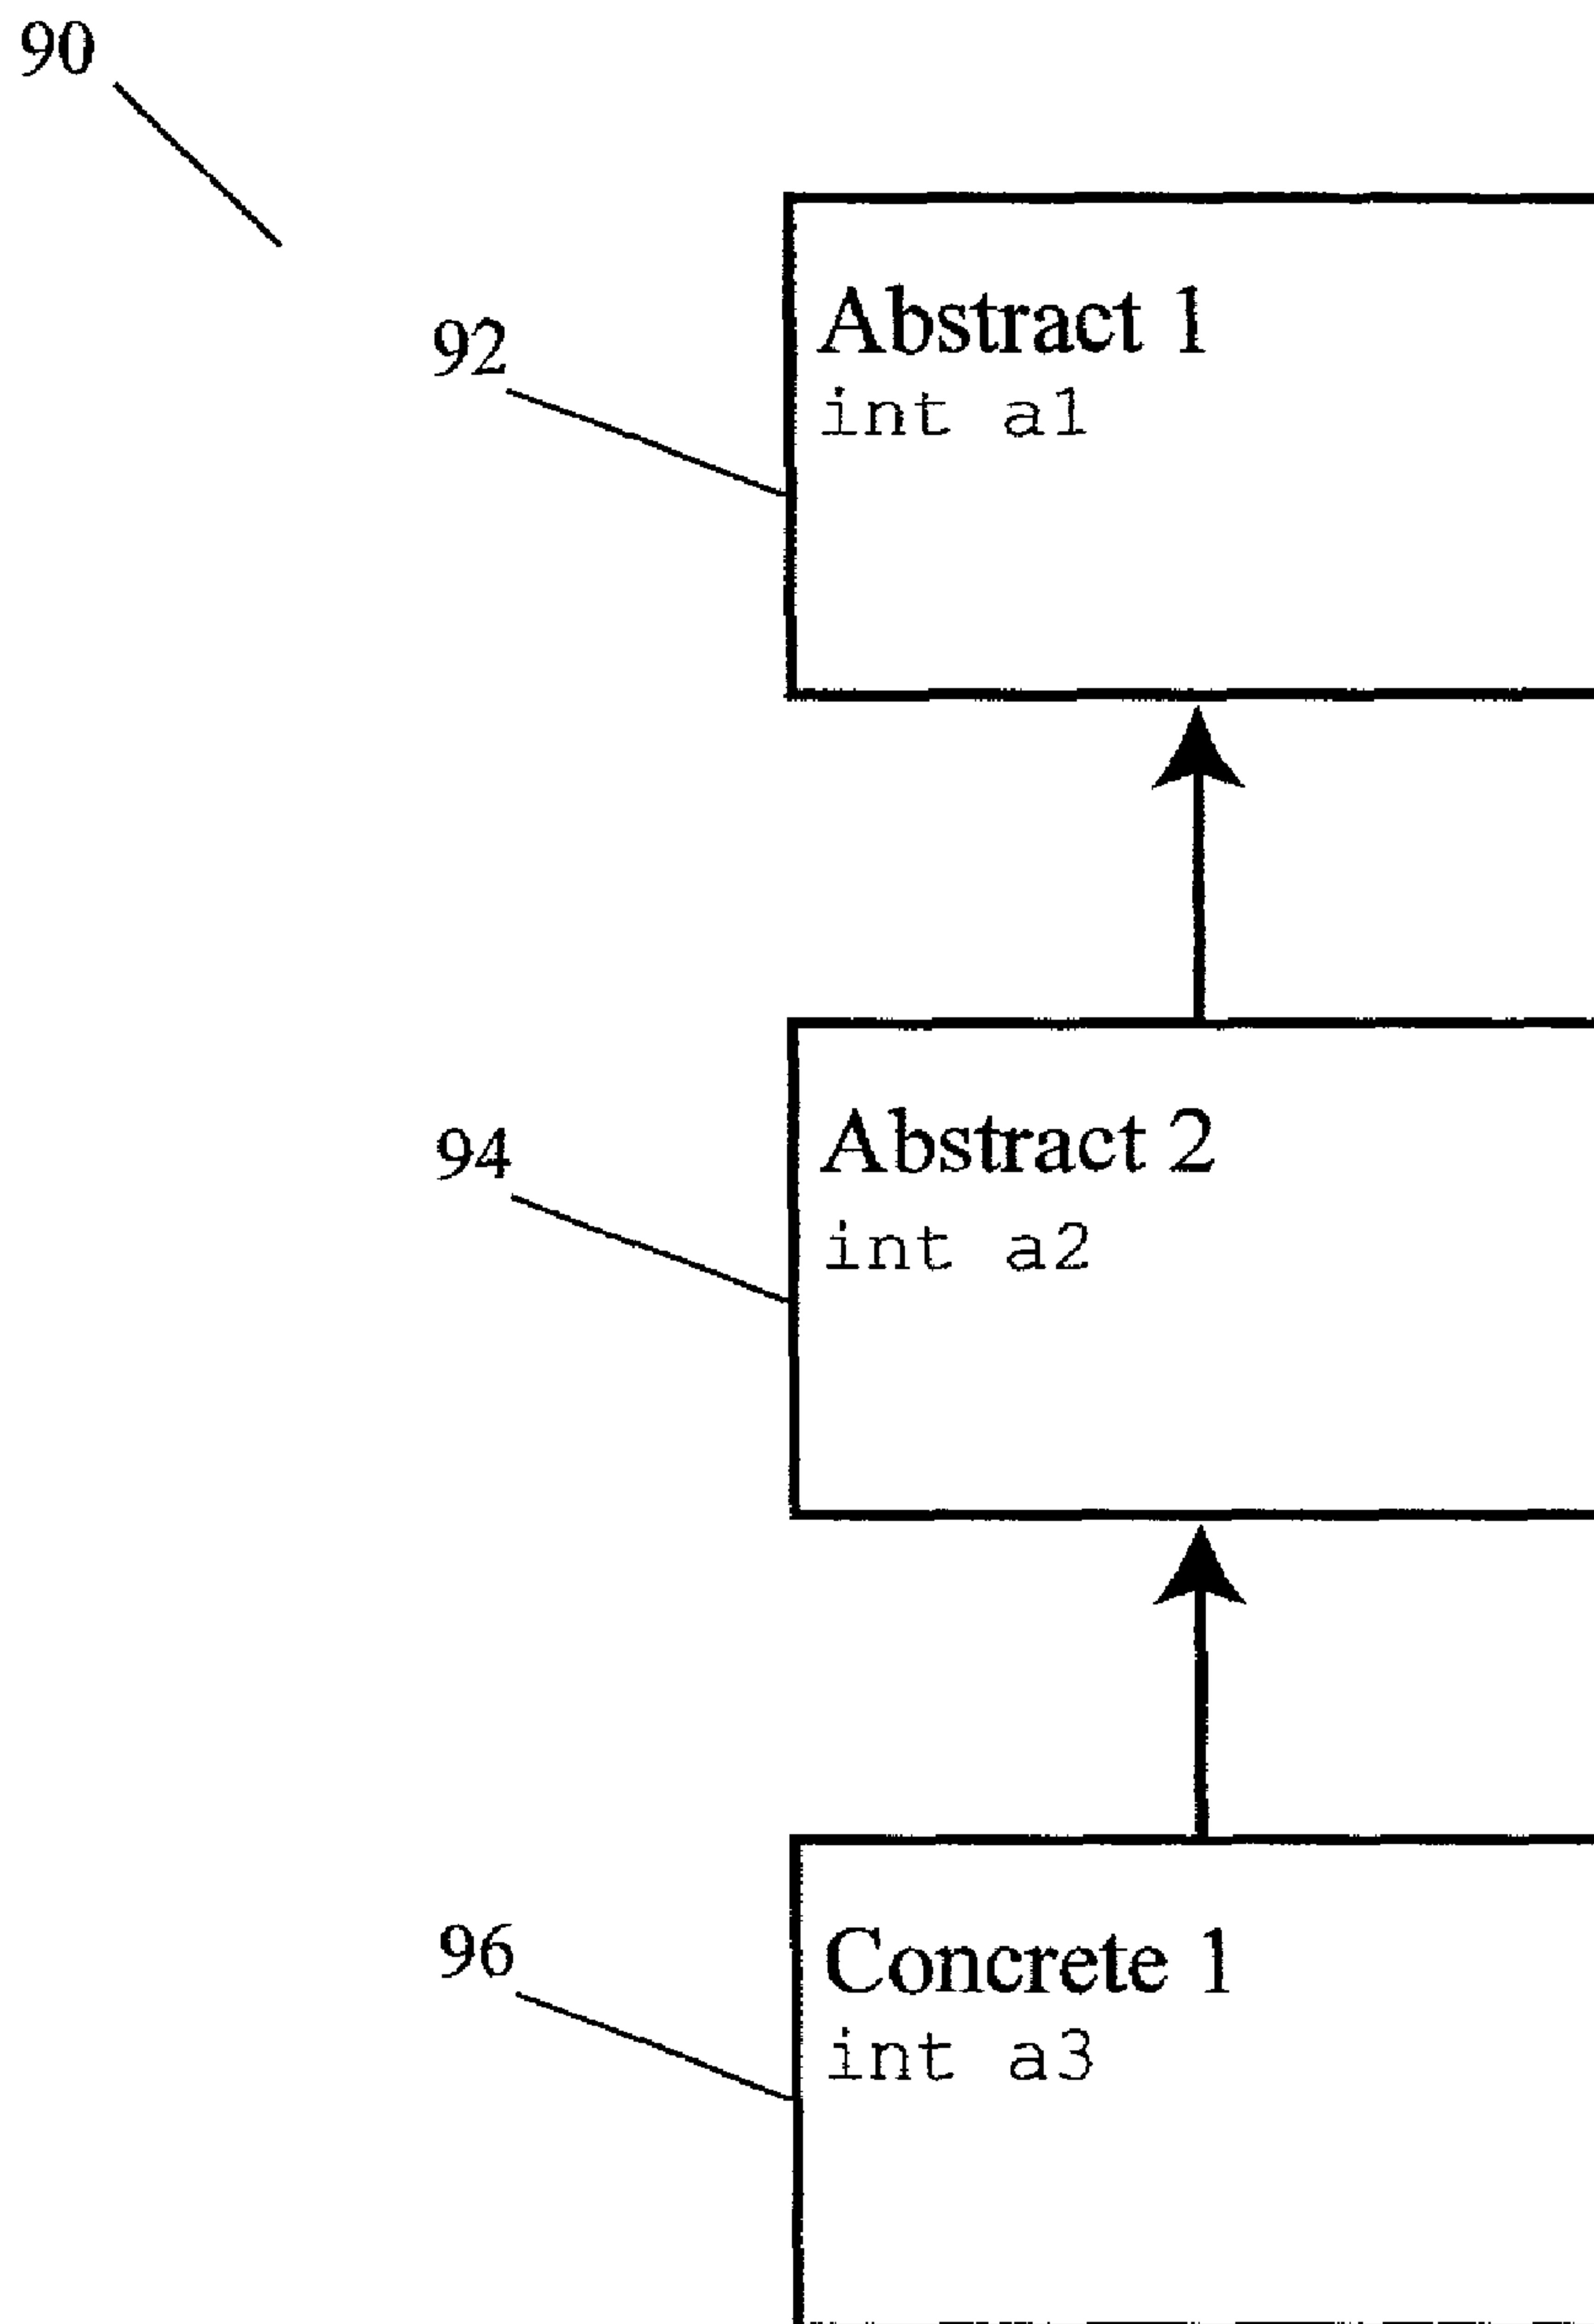 90
92
Abstract 1
int a1
94
Abstract 2
int a2
96
Concrete 1
int a3